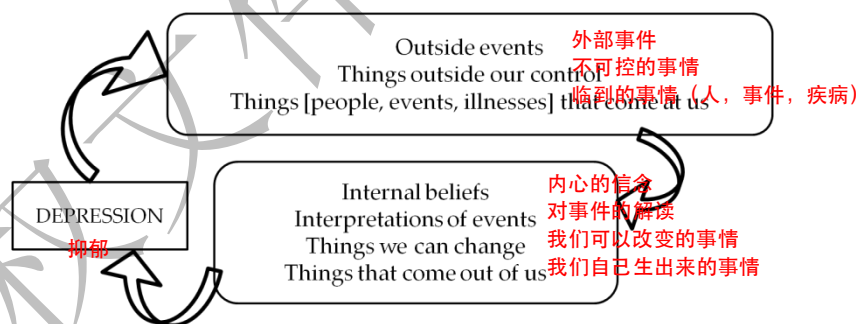 Outside events
外部事件
Things outside our control
不可控的事情
Things [people, events, illnesses] that come at us
临到的事情（人，事件，疾病）
Internal beliefs
内心的信念
Interpretations of events
对事件的解读
Things we can change
我们可以改变的事情
Things that come out of us
我们自己生出来的事情
DEPRESSION
抑郁